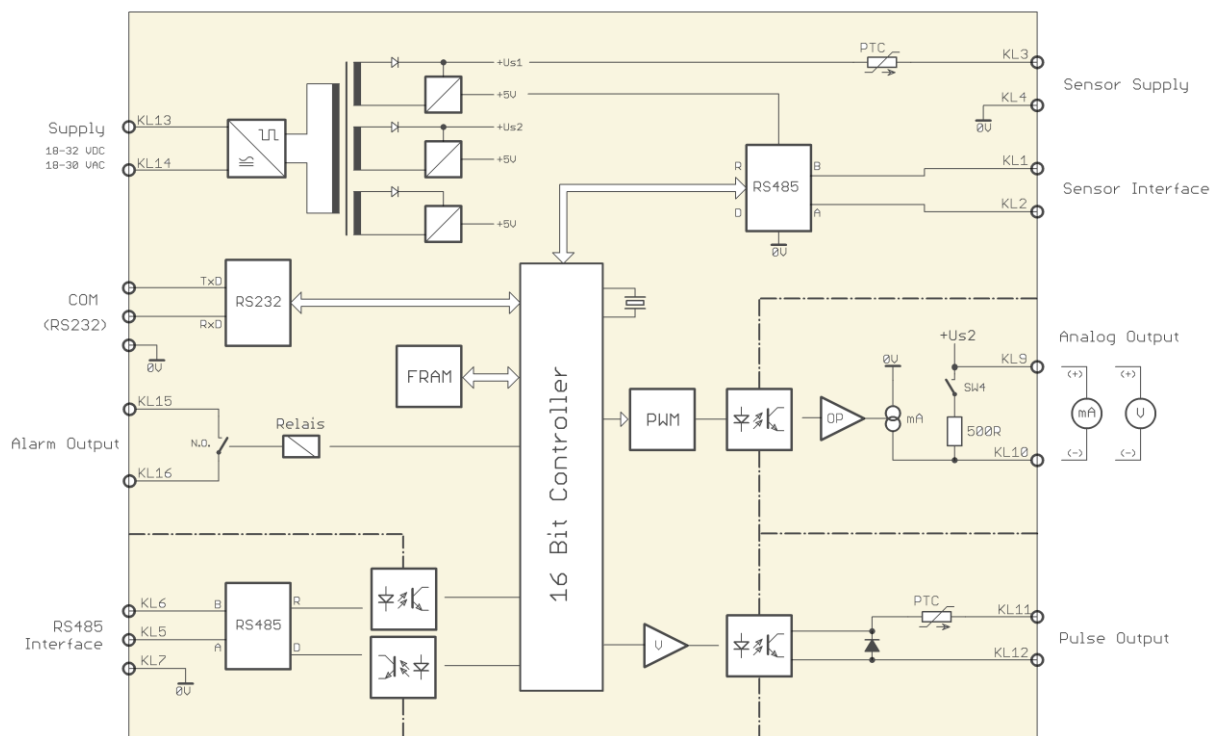 Supply
18-32 VDC
18-30 VAC
KL13
KL14
+Us1
+5V
+Us2
+5V
+5V
PTC
KL3
KL4
0V
Sensor Supply
R
D
RS485
B
A
0V
KL1
KL2
Sensor Interface
COM
(RS232)
TxD
RxD
RS232
0V
FRAM
16 Bit Controller
Alarm Output
KL15
KL16
N.O.
Relais
PWM
OP
0V
mA
+Us2
SW4
500R
KL9
KL10
Analog Output
(+)
(+)
mA
V
(-)
(-)
RS485
Interface
KL6
KL5
KL7
B
A
0V
RS485
R
D
V
PTC
KL11
KL12
Pulse Output